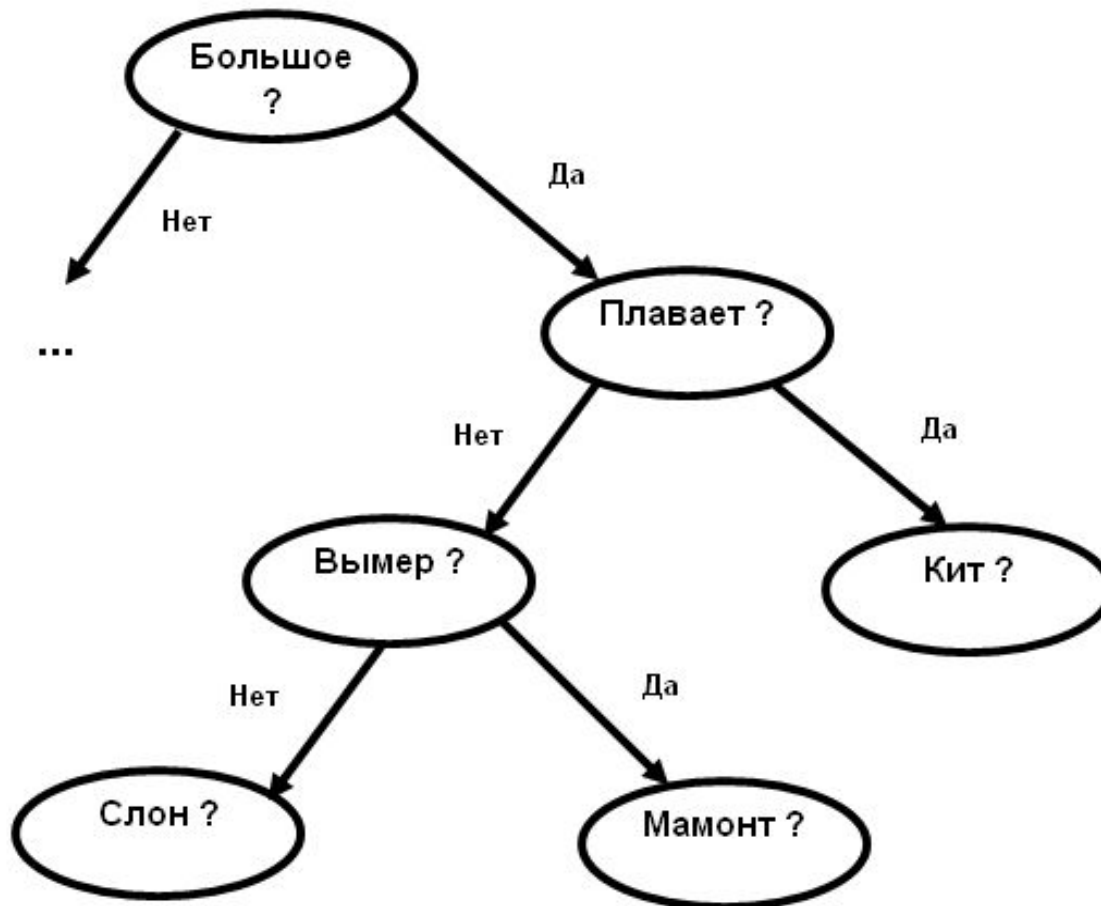 Большое
?
Да
Нет
...
Плавает ?
Нет
Да
Вымер ?
Кит ?
Нет
Да
Слон ?
Мамонт ?